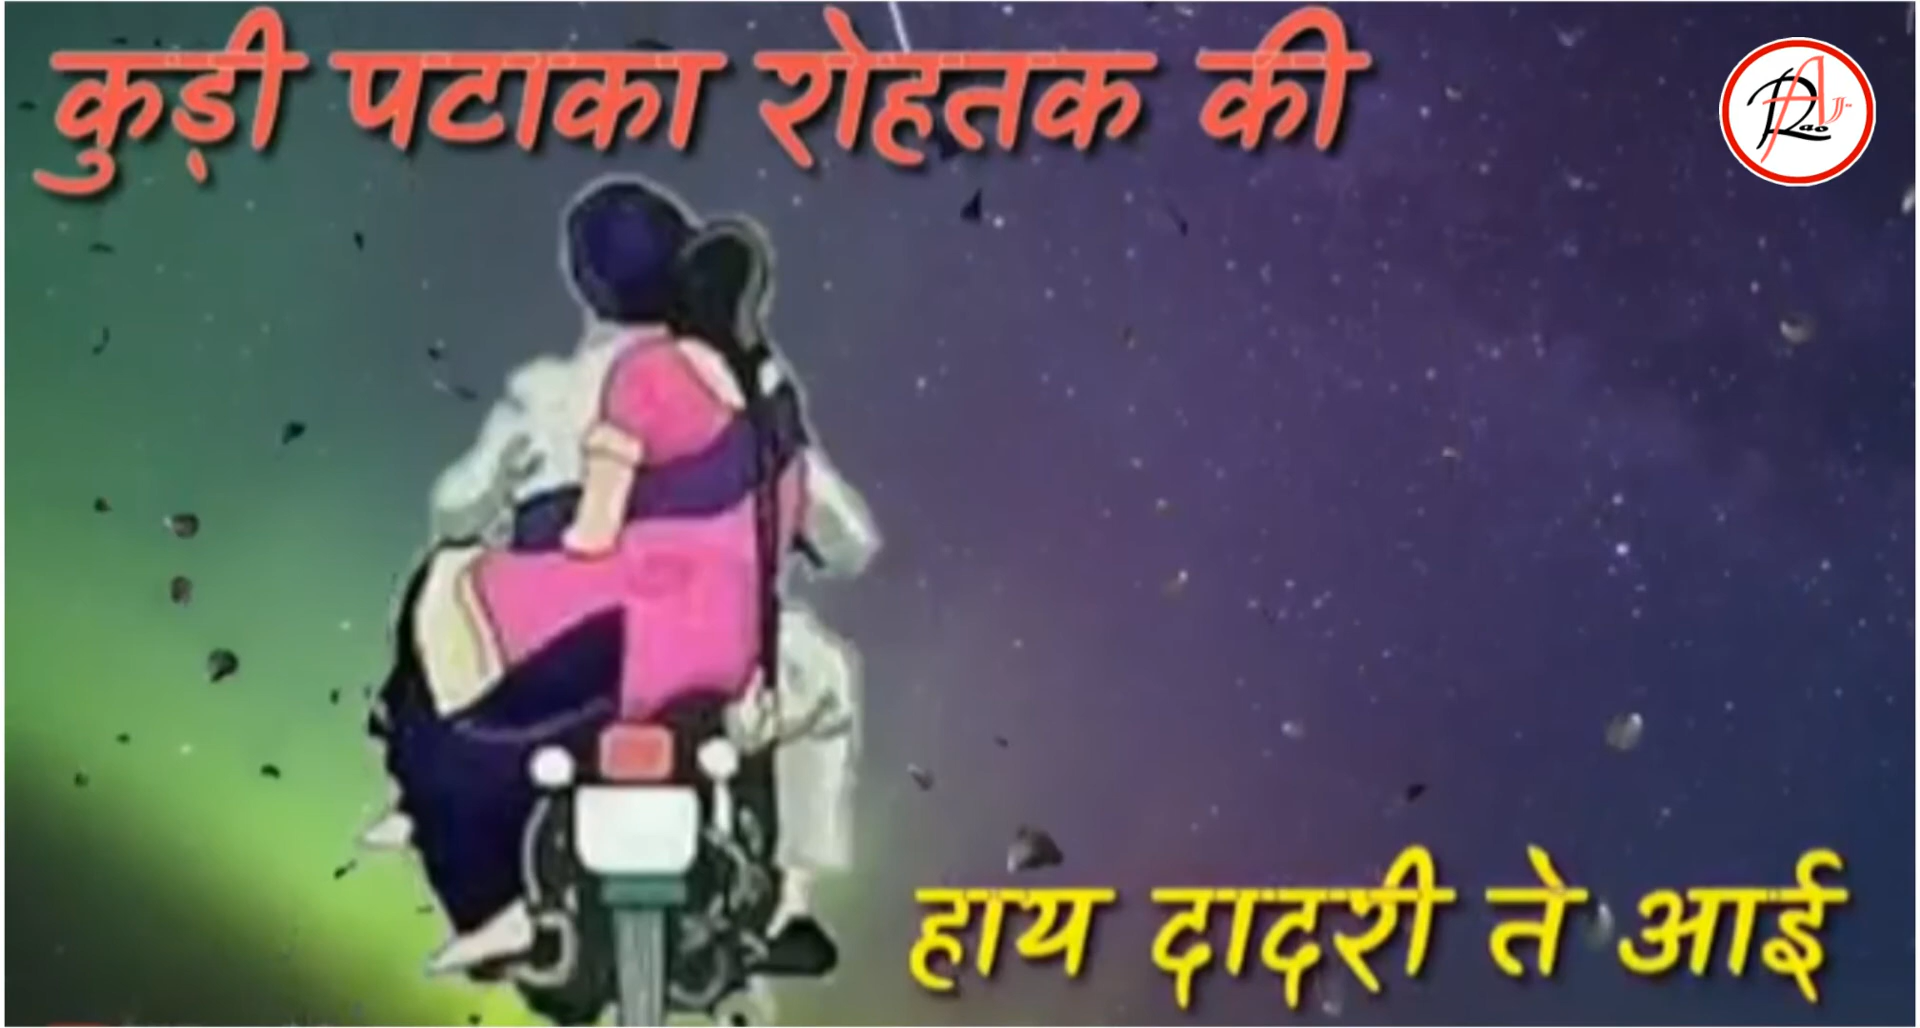 कुड़ी पटाका रोहतक की
हाय दादरी ते आई